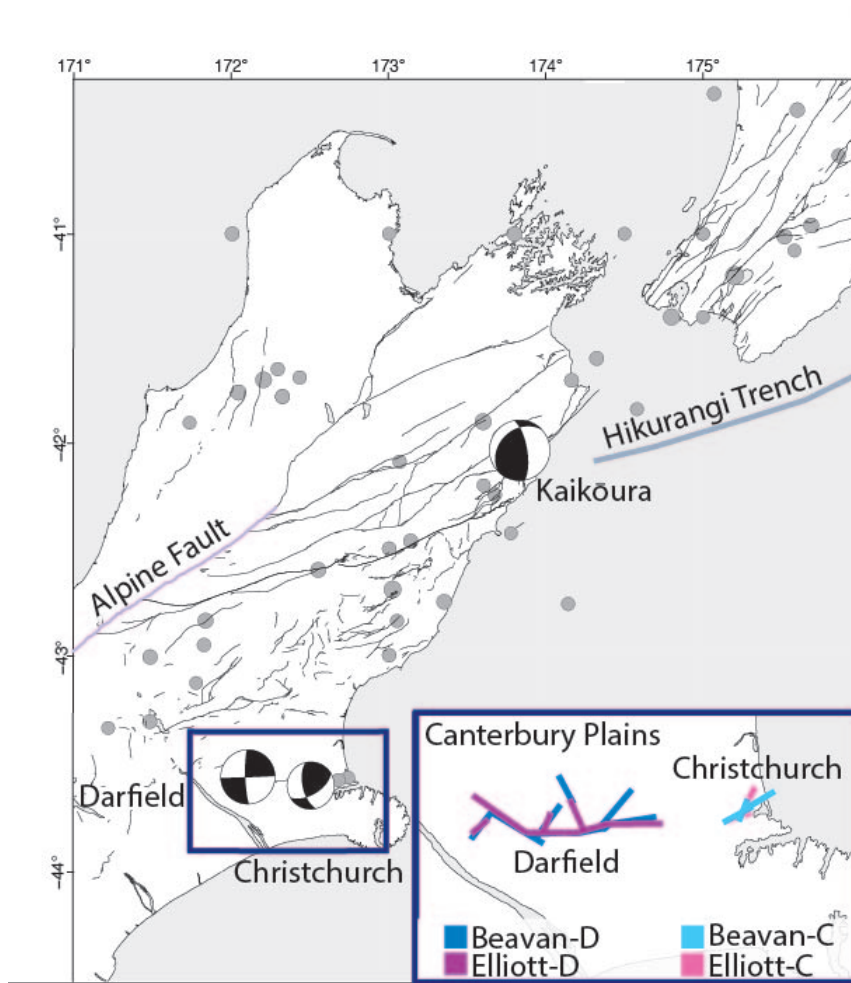 171° 172° 173° 174° 175°
−41°
−42°
Hikurangi Trench
Kaikōura
Alpine Fault
−43°
Canterbury Plains
Christchurch
Darfield
Darfield
Christchurch
−44°
Beavan-D Beavan-C
Elliott-D Elliott-C